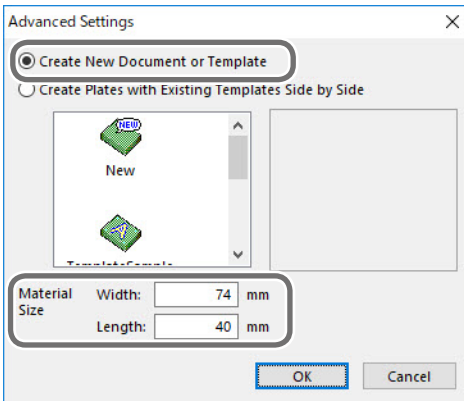 Advanced Settings
Create New Document or Template
Create Plates with Existing Templates Side by Side
NEW
New
TemplateSample
Material Size
Width: 74 mm
Length: 40 mm
OK Cancel